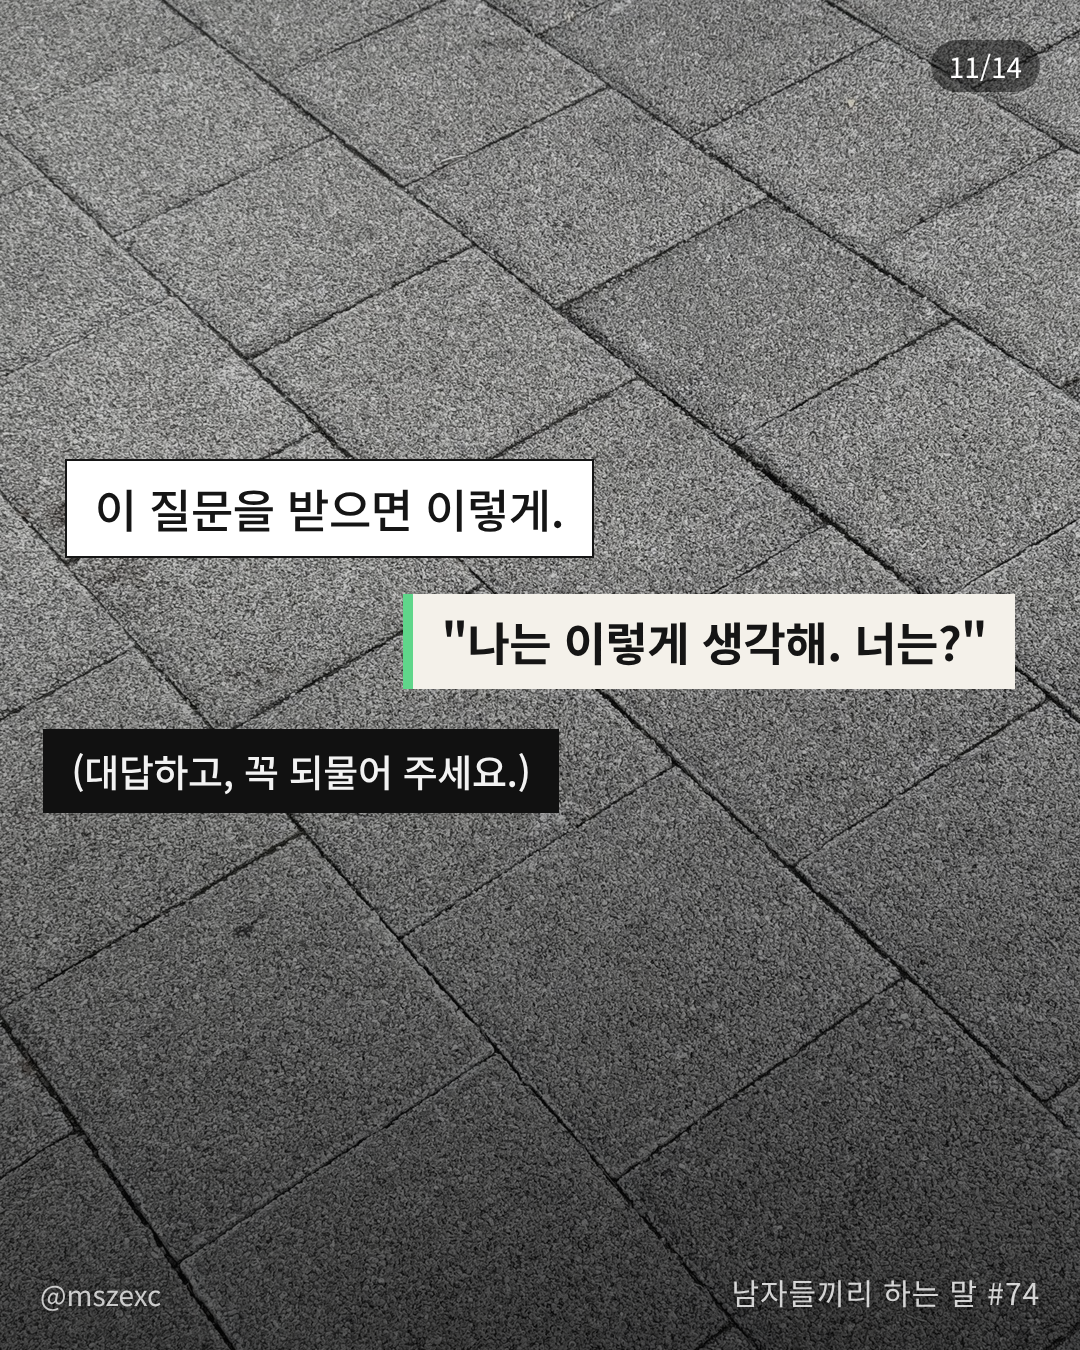 11/14
이 질문을 받으면 이렇게.
"나는 이렇게 생각해. 너는?"
(대답하고, 꼭 되물어 주세요.)
@mszexc
남자들끼리 하는 말 #74